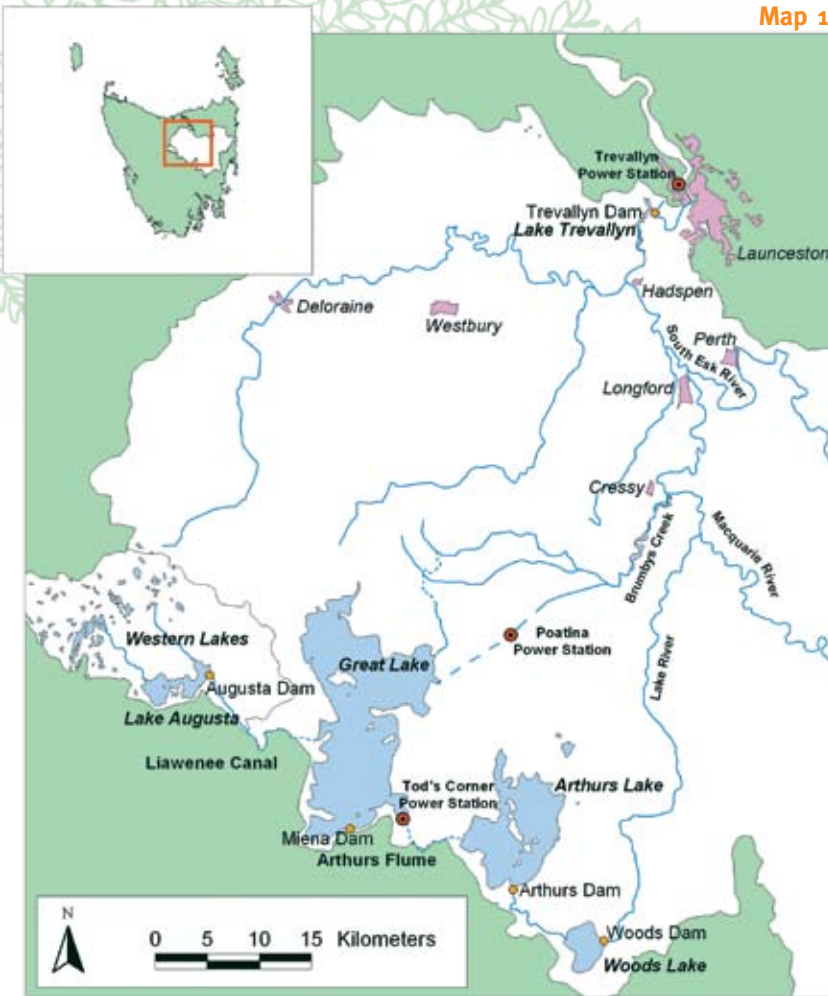 Map 1
Trevallyn
Power Station
Trevallyn Dam
Lake Trevallyn
Launceston
Hadspen
Deloraine
Westbury
South Esk River
Perth
Longford
Cressy
Brumbys Creek
Macquarie River
Western Lakes
Great Lake
Poatina
Power Station
Lake River
Augusta Dam
Lake Augusta
Liawenee Canal
Tod's Corner
Power Station
Arthurs Lake
Miena Dam
Arthurs Flume
Arthurs Dam
Woods Dam
Woods Lake
N
0 5 10 15 Kilometers